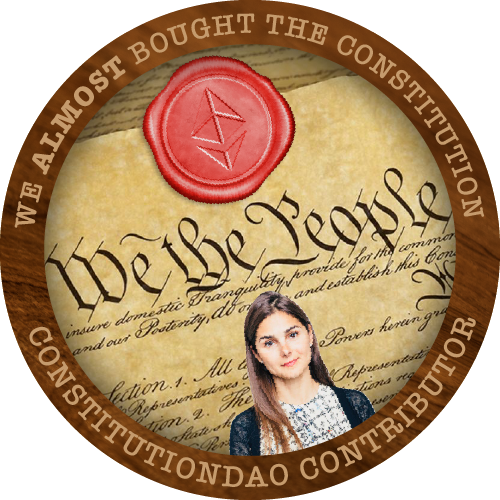 WE ALMOST BOUGHT THE CONSTITUTION
We the People
insure domestic Tranquility, provide for the common
and our Posterity, do and establish this Con
Powers herein gra
Section. 1. All
Representatives
Section. 2. The
CONSTITUTIONDAO CONTRIBUTOR